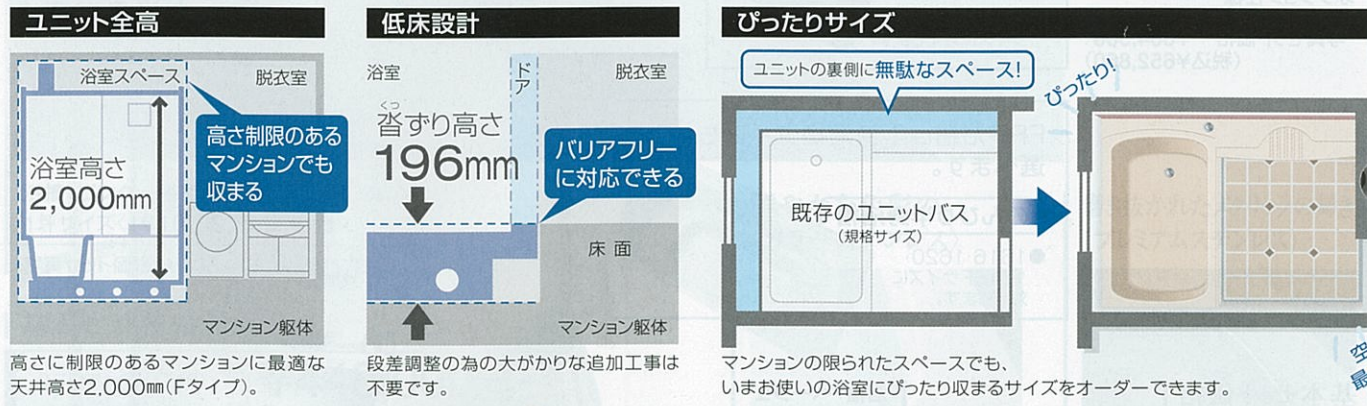 ユニット全高
浴室スペース
脱衣室
高さ制限のある
マンションでも
収まる
浴室高さ
2,000mm
マンション躯体
高さに制限のあるマンションに最適な
天井高さ2,000㎜(Fタイプ)。
低床設計
浴室
ドア
脱衣室
くつ
沓ずり高さ
196mm
バリアフリー
に対応できる
床面
マンション躯体
段差調整の為の大がかりな追加工事は
不要です。
ぴったりサイズ
ユニットの裏側に無駄なスペース!
ぴったり!
既存のユニットバス
(規格サイズ)
マンションの限られたスペースでも、
いまお使いの浴室にぴったり収まるサイズをオーダーできます。
空
最